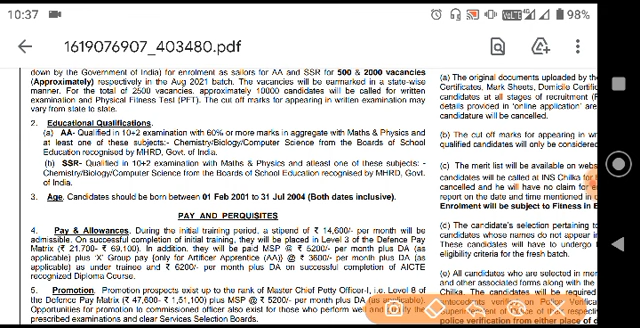 10:37
VoLTE 4G
98%
1619076907_403480.pdf
down by the Government of India) for enrolment as sailors for AA and SSR for 500 & 2000 vacancies
(Approximately) respectively in the Aug 2021 batch. The vacancies will be earmarked in a state-wise
manner. For the total of 2500 vacancies, approximately 10000 candidates will be called for written
examination and Physical Fitness Test (PFT). The cut off marks for appearing in written examination may
vary from state to state.
2. Educational Qualifications.
(a) AA- Qualified in 10+2 examination with 60% or more marks in aggregate with Maths & Physics and
at least one of these subjects:- Chemistry/Biology/Computer Science from the Boards of School
Education recognised by MHRD, Govt. of India.
(b) SSR- Qualified in 10+2 examination with Maths & Physics and atleast one of these subjects: -
Chemistry/Biology/Computer Science from the Boards of School Education recognised by MHRD, Govt.
of India.
3. Age. Candidates should be born between 01 Feb 2001 to 31 Jul 2004 (Both dates inclusive).
PAY AND PERQUISITES
4. Pay & Allowances. During the initial training period, a stipend of ₹ 14,600/- per month will be
admissible. On successful completion of initial training, they will be placed in Level 3 of the Defence Pay
Matrix (₹ 21,700- ₹ 69,100). In addition, they will be paid MSP @ ₹ 5200/- per month plus DA (as
applicable) plus 'X' Group pay {only for Artificer Apprentice (AA)} @ ₹ 3600/- per month plus DA (as
applicable) as under trainee and ₹ 6200/- per month plus DA on successful completion of AICTE
recognized Diploma Course.
5. Promotion. Promotion prospects exist up to the rank of Master Chief Petty Officer-I, i.e. Level 8 of
the Defence Pay Matrix (₹ 47,600- ₹ 1,51,100) plus MSP @ ₹ 5200/- per month plus DA (as applicable).
Opportunities for promotion to commissioned officer also exist for those who perform well and qualify the
prescribed examinations and clear Services Selection Boards.
(a) The original documents uploaded by th
Certificates, Mark Sheets, Domicile Certific
candidates at all stages of recruitment (
details provided in 'online application' are
candidature will be cancelled.
(b) The cut off marks for appearing in wr
qualified candidates will only be considered
(c) The merit list will be available on webs
candidates will be called at INS Chilka for
cancelled and he will have no claim for e
report on the date and time mentioned in c
Enrolment will be subject to Fitness in E
(c) The candidate's selection pertaining t
candidates whose names do not appear i
These candidates will have to undergo
eligibility criteria for the fresh batch.
(e) All candidates who are selected in mer
and other associated forms along with the
Chilka. The candidates will be required
police verification from either place of